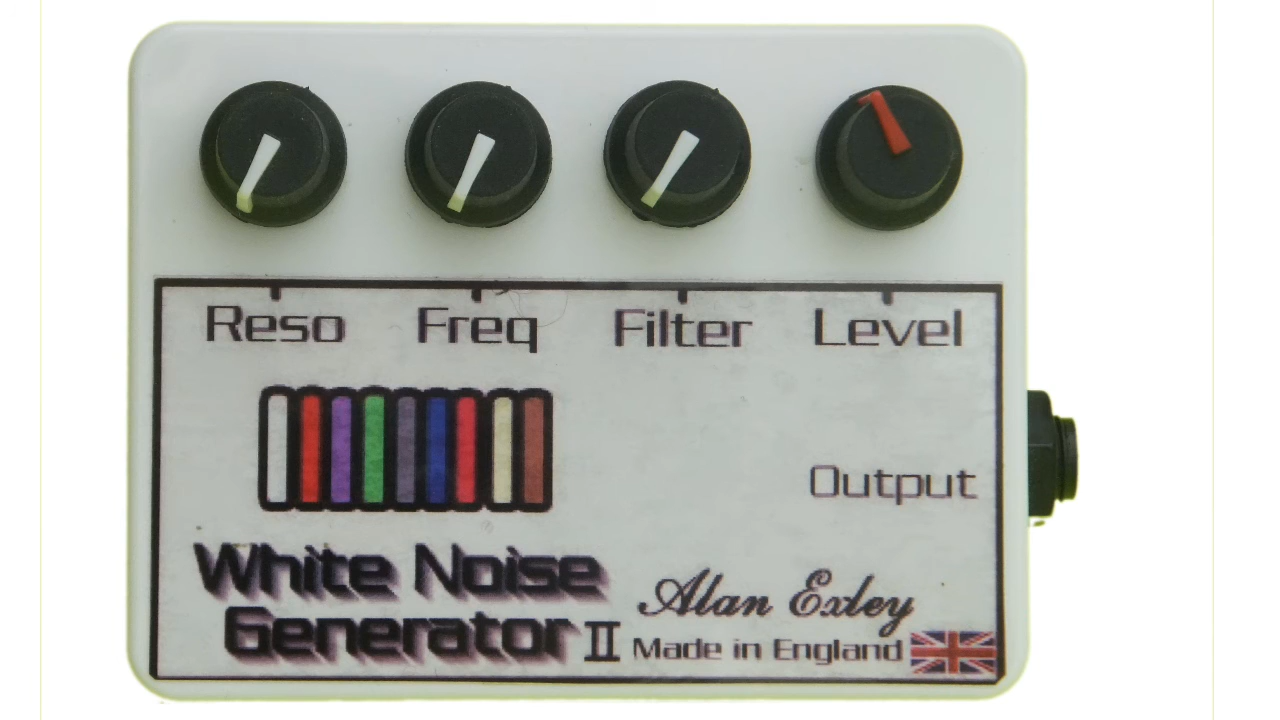 Reso Freq Filter Level
Output
White Noise
Generator II
Alan Exley
Made in England